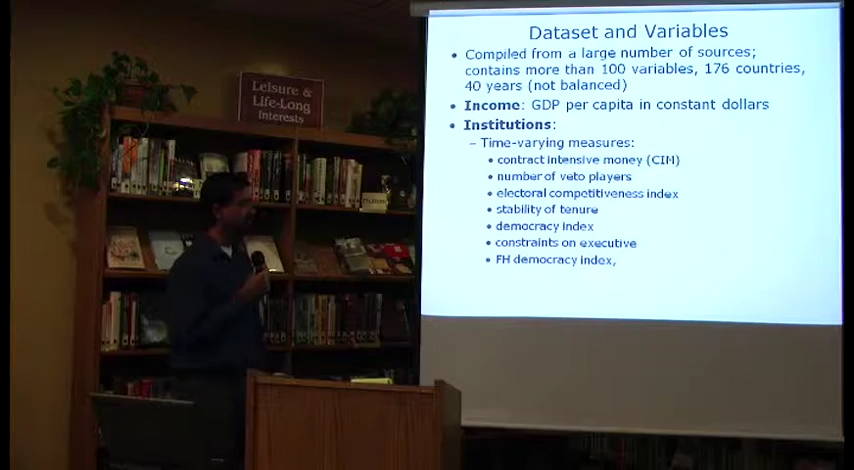 Leisure &
Life-Long
Interests
Dataset and Variables
• Compiled from a large number of sources;
contains more than 100 variables, 176 countries,
40 years (not balanced)
• Income: GDP per capita in constant dollars
• Institutions:
– Time-varying measures:
• contract intensive money (CIM)
• number of veto players
• electoral competitiveness index
• stability of tenure
• democracy index
• constraints on executive
• FH democracy index,